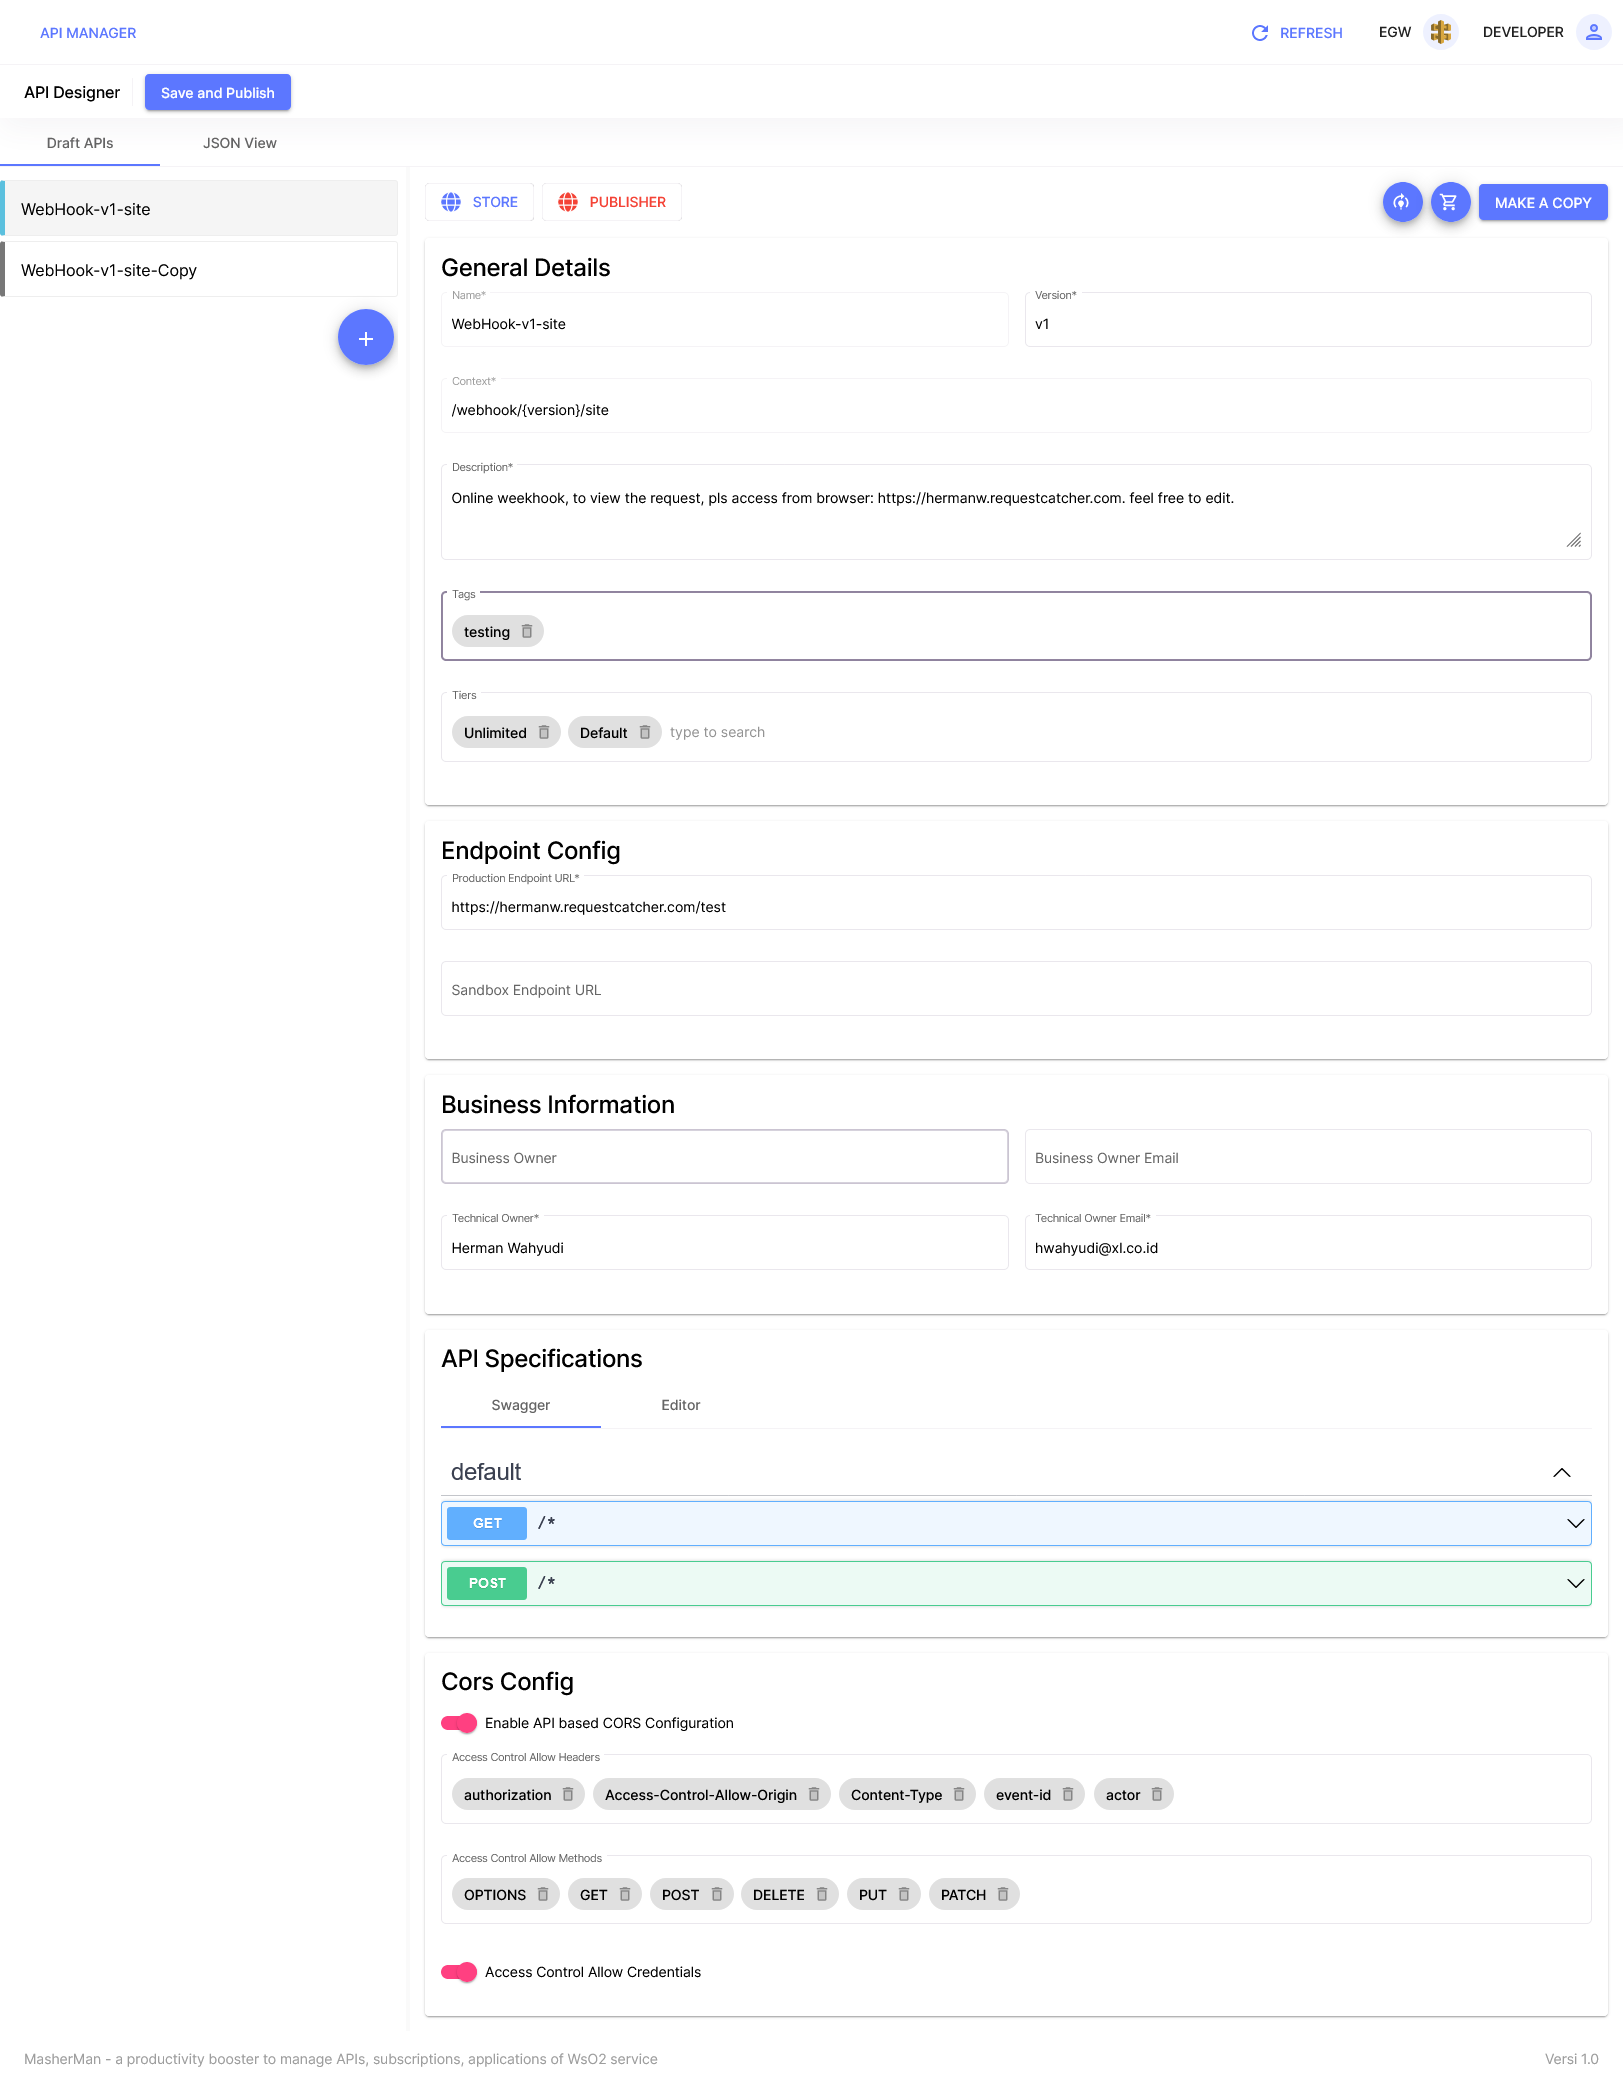 API MANAGER
REFRESH
EGW
DEVELOPER
API Designer
Save and Publish
Draft APIs
JSON View
WebHook-v1-site
WebHook-v1-site-Copy
+
STORE
PUBLISHER
MAKE A COPY
General Details
Name*
WebHook-v1-site
Version*
v1
Context*
/webhook/{version}/site
Description*
Online weekhook, to view the request, pls access from browser: https://hermanw.requestcatcher.com. feel free to edit.
Tags
testing
Tiers
Unlimited
Default
type to search
Endpoint Config
Production Endpoint URL*
https://hermanw.requestcatcher.com/test
Sandbox Endpoint URL
Business Information
Business Owner
Business Owner Email
Technical Owner*
Herman Wahyudi
Technical Owner Email*
hwahyudi@xl.co.id
API Specifications
Swagger
Editor
default
GET /*
POST /*
Cors Config
Enable API based CORS Configuration
Access Control Allow Headers
authorization
Access-Control-Allow-Origin
Content-Type
event-id
actor
Access Control Allow Methods
OPTIONS
GET
POST
DELETE
PUT
PATCH
Access Control Allow Credentials
MasherMan - a productivity booster to manage APIs, subscriptions, applications of WsO2 service
Versi 1.0